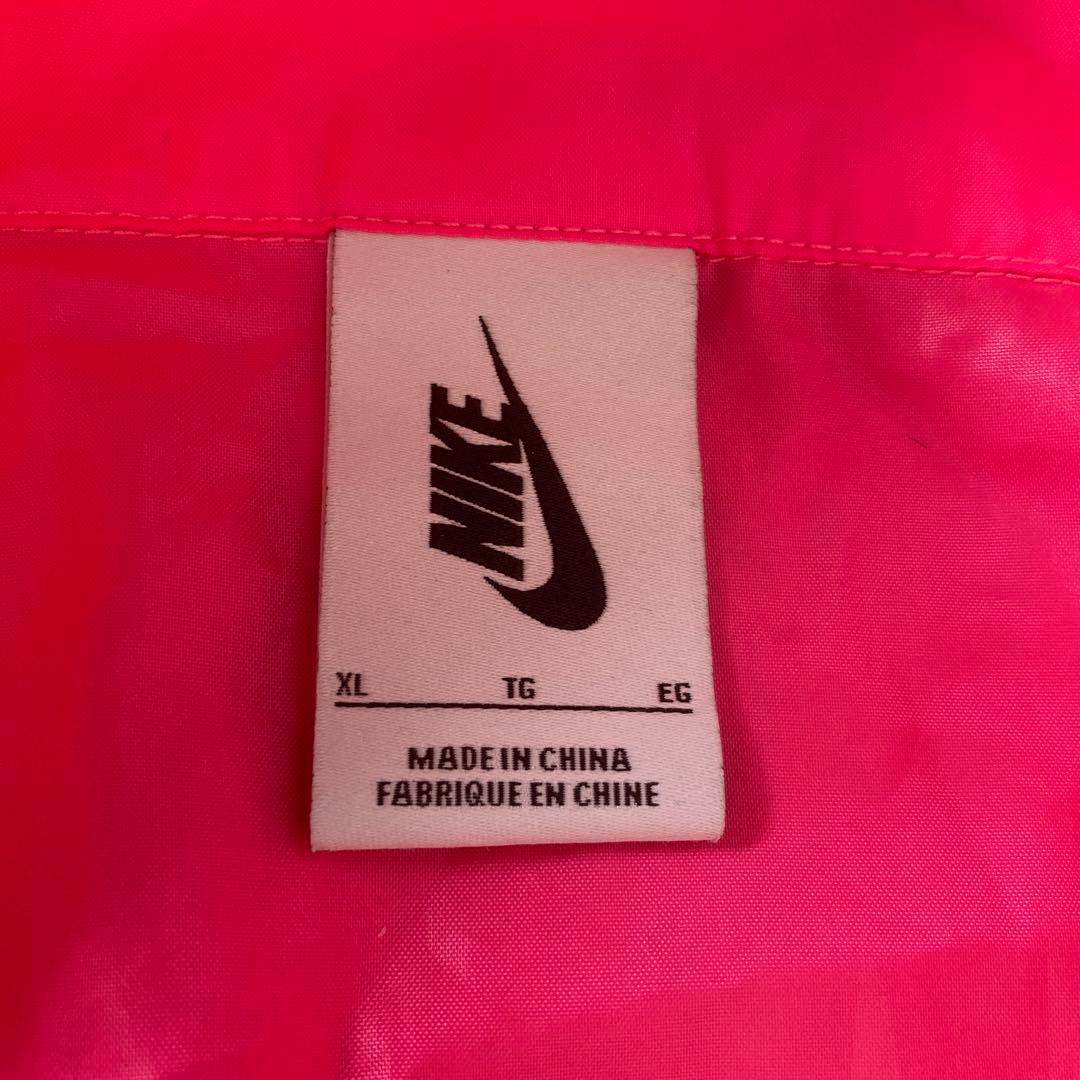 NIKE
XL TG EG
MADE IN CHINA
FABRIQUE EN CHINE